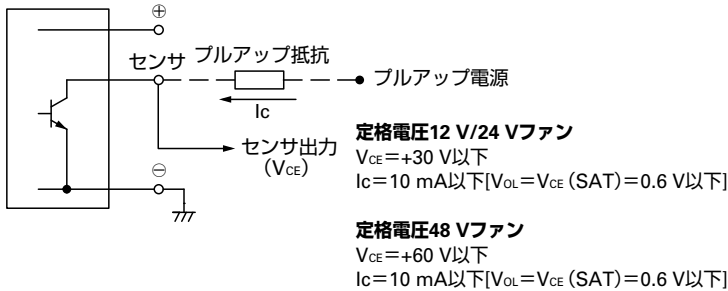 ⊕
センサ プルアップ抵抗
プルアップ電源
Ic
センサ出力
（VCE）
⊖
定格電圧12 V/24 Vファン
VCE＝+30 V以下
Ic＝10 mA以下[VOL＝VCE (SAT)＝0.6 V以下]
定格電圧48 Vファン
VCE＝+60 V以下
Ic＝10 mA以下[VOL＝VCE (SAT)＝0.6 V以下]